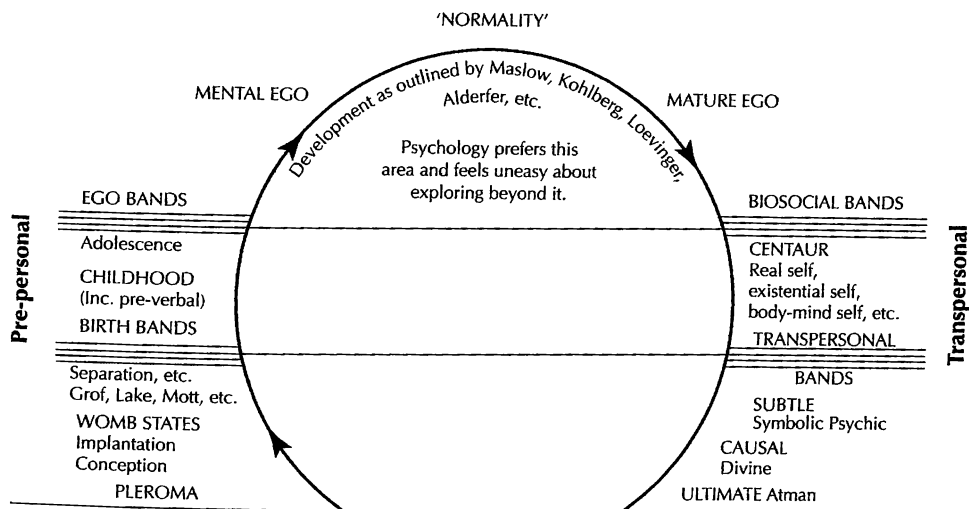 'NORMALITY'
MENTAL EGO
MATURE EGO
Development as outlined by Maslow, Kohlberg, Loevinger,
Alderfer, etc.
Psychology prefers this
area and feels uneasy about
exploring beyond it.
Pre-personal
EGO BANDS
Adolescence
CHILDHOOD
(Inc. pre-verbal)
BIRTH BANDS
Separation, etc.
Grof, Lake, Mott, etc.
WOMB STATES
Implantation
Conception
PLEROMA
BIOSOCIAL BANDS
CENTAUR
Real self,
existential self,
body-mind self, etc.
TRANSPERSONAL
BANDS
SUBTLE
Symbolic Psychic
CAUSAL
Divine
ULTIMATE Atman
Transpersonal